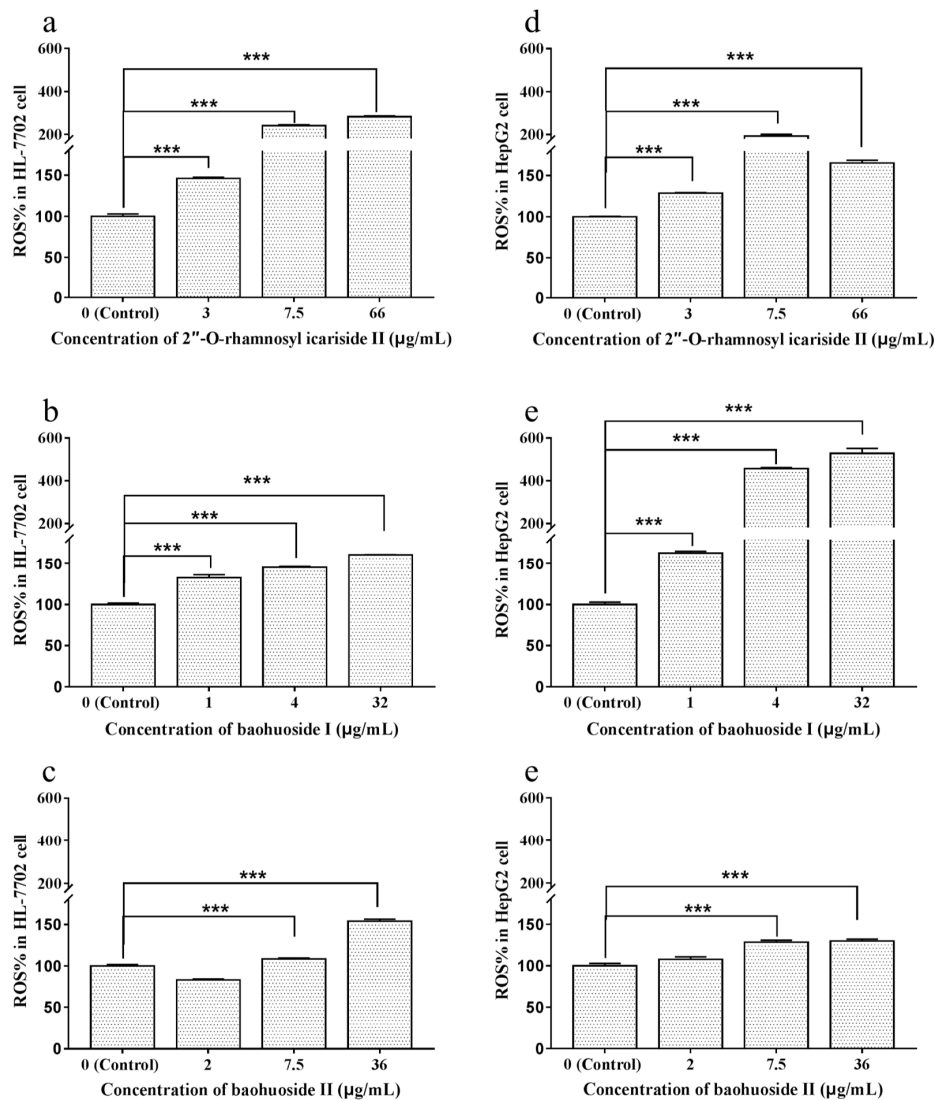 a
ROS% in HL-7702 cell
600
400
200
150
100
50
0
***
***
***
0 (Control) 3 7.5 66
Concentration of 2″-O-rhamnosyl icariside II (μg/mL)
d
ROS% in HepG2 cell
600
400
200
150
100
50
0
***
***
***
0 (Control) 3 7.5 66
Concentration of 2″-O-rhamnosyl icariside II (μg/mL)
b
ROS% in HL-7702 cell
600
400
200
150
100
50
0
***
***
***
0 (Control) 1 4 32
Concentration of baohuoside I (μg/mL)
e
ROS% in HepG2 cell
600
400
200
150
100
50
0
***
***
***
0 (Control) 1 4 32
Concentration of baohuoside I (μg/mL)
c
ROS% in HL-7702 cell
600
400
200
150
100
50
0
***
***
0 (Control) 2 7.5 36
Concentration of baohuoside II (μg/mL)
e
ROS% in HepG2 cell
600
400
200
150
100
50
0
***
***
0 (Control) 2 7.5 36
Concentration of baohuoside II (μg/mL)